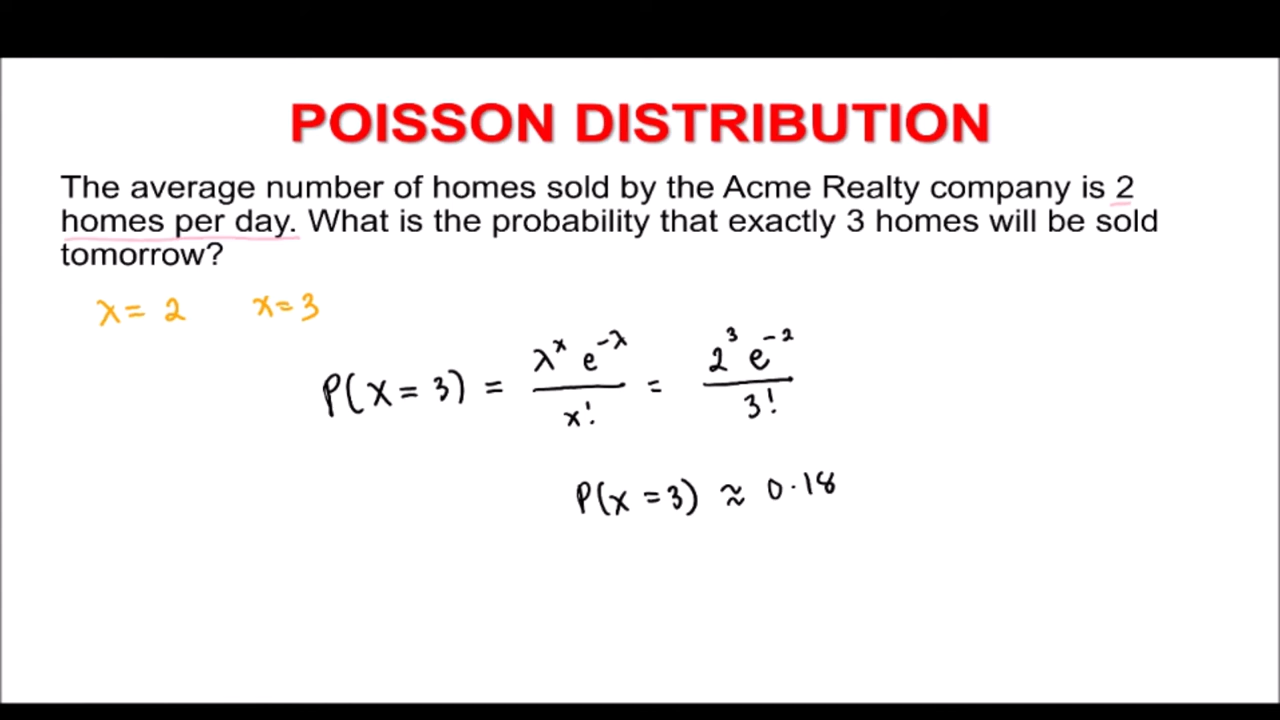 POISSON DISTRIBUTION
The average number of homes sold by the Acme Realty company is 2
homes per day. What is the probability that exactly 3 homes will be sold
tomorrow?
λ = 2 x = 3
P(X = 3) = λ^x e^-λ / x! = 2^3 e^-2 / 3!
P(X = 3) ≈ 0.18